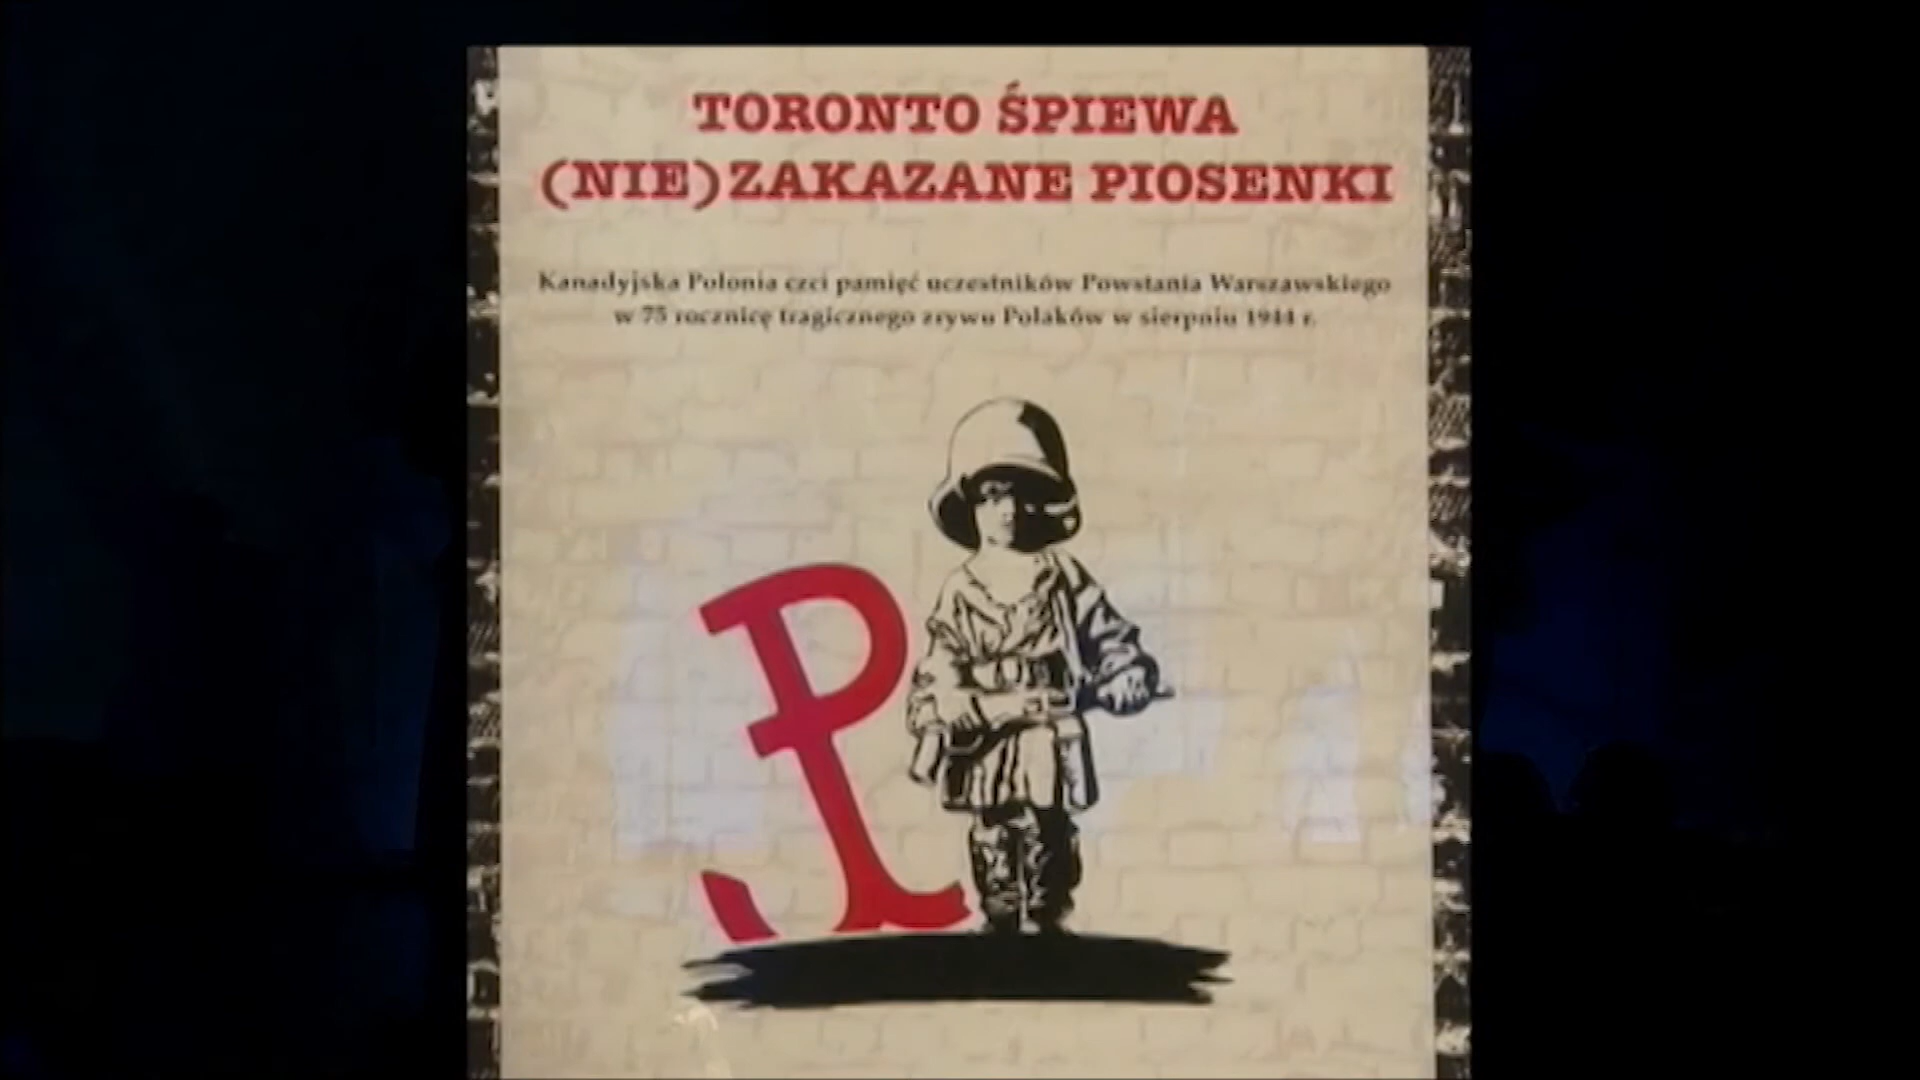 TORONTO ŚPIEWA
(NIE)ZAKAZANE PIOSENKI
Kanadyjska Polonia czci pamięć uczestników Powstania Warszawskiego
w 75 rocznicę tragicznego zrywu Polaków w sierpniu 1944 r.